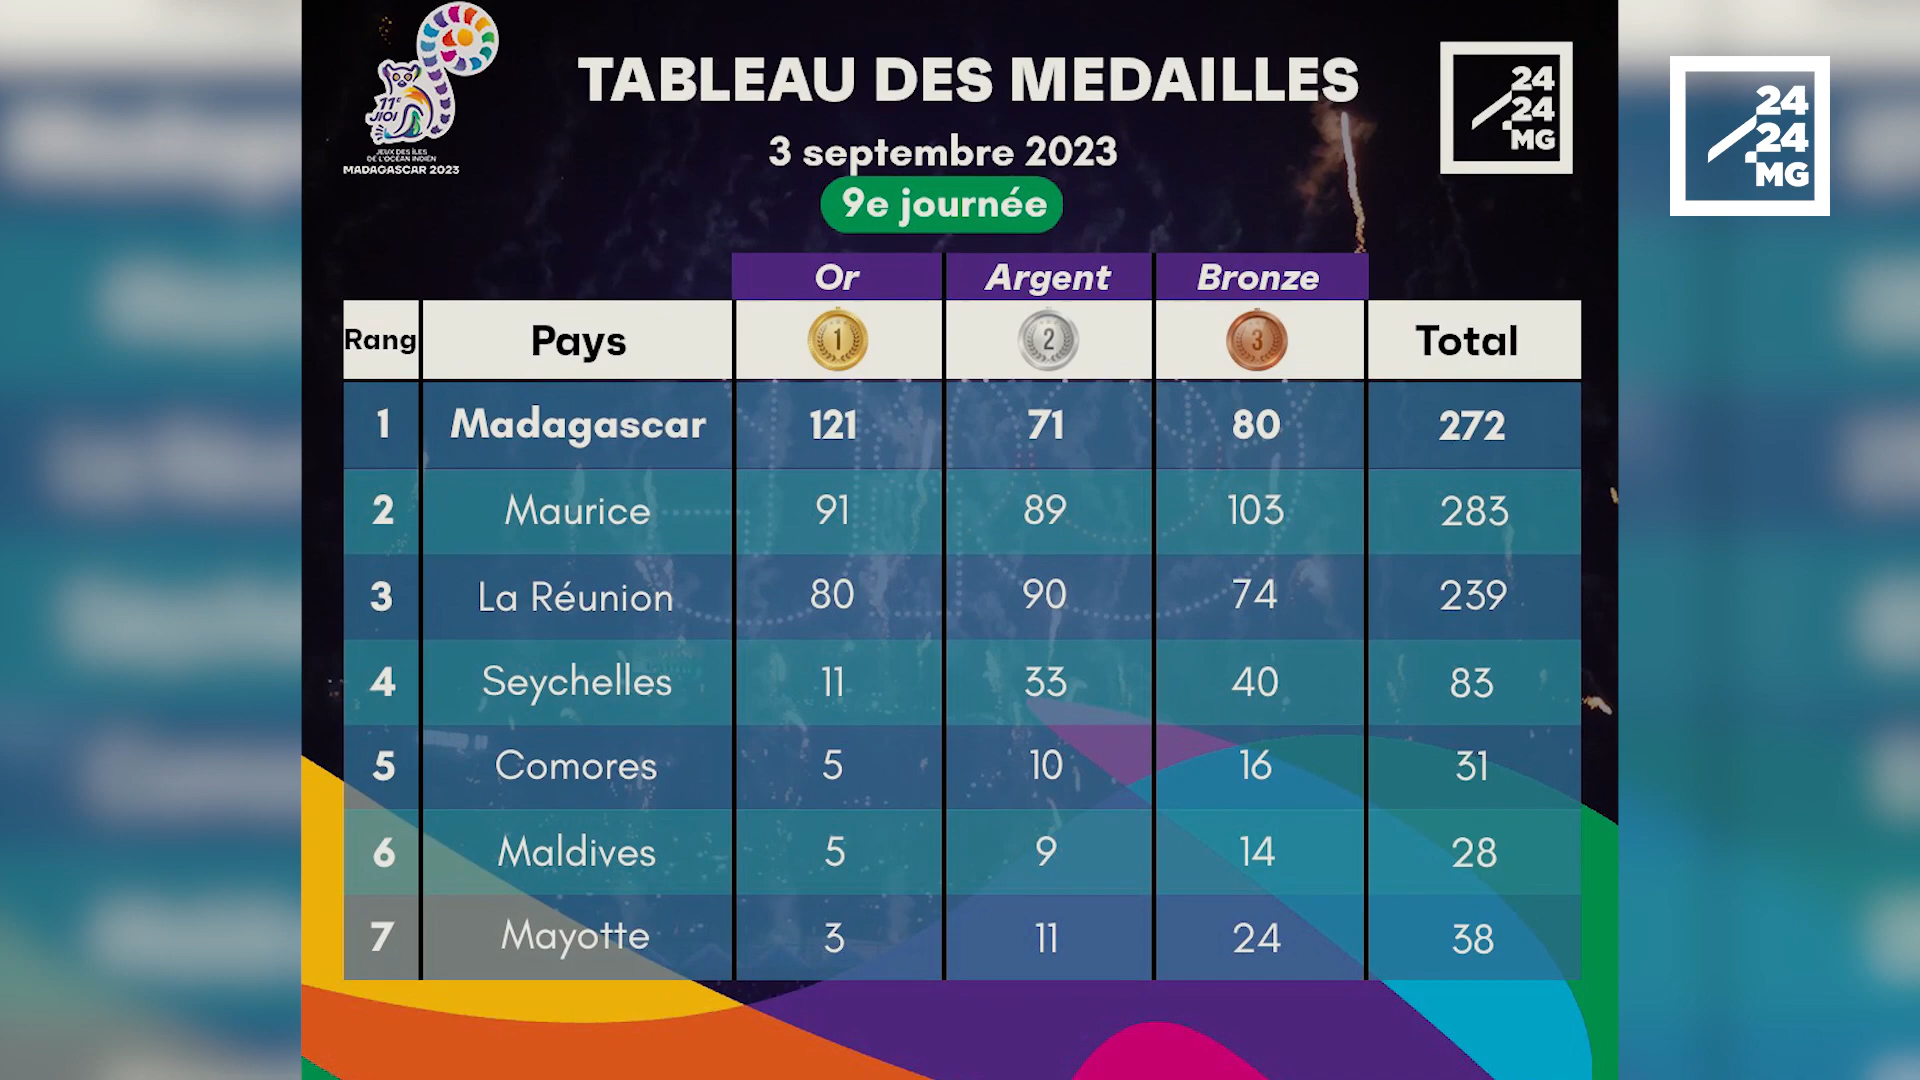 11e
JIOI
JEUX DES ÎLES
DE L'OCÉAN INDIEN
MADAGASCAR 2023
TABLEAU DES MEDAILLES
3 septembre 2023
9e journée
24
24
MG
24
24
MG
Or Argent Bronze
Rang Pays 1 2 3 Total
1 Madagascar 121 71 80 272
2 Maurice 91 89 103 283
3 La Réunion 80 90 74 239
4 Seychelles 11 33 40 83
5 Comores 5 10 16 31
6 Maldives 5 9 14 28
7 Mayotte 3 11 24 38